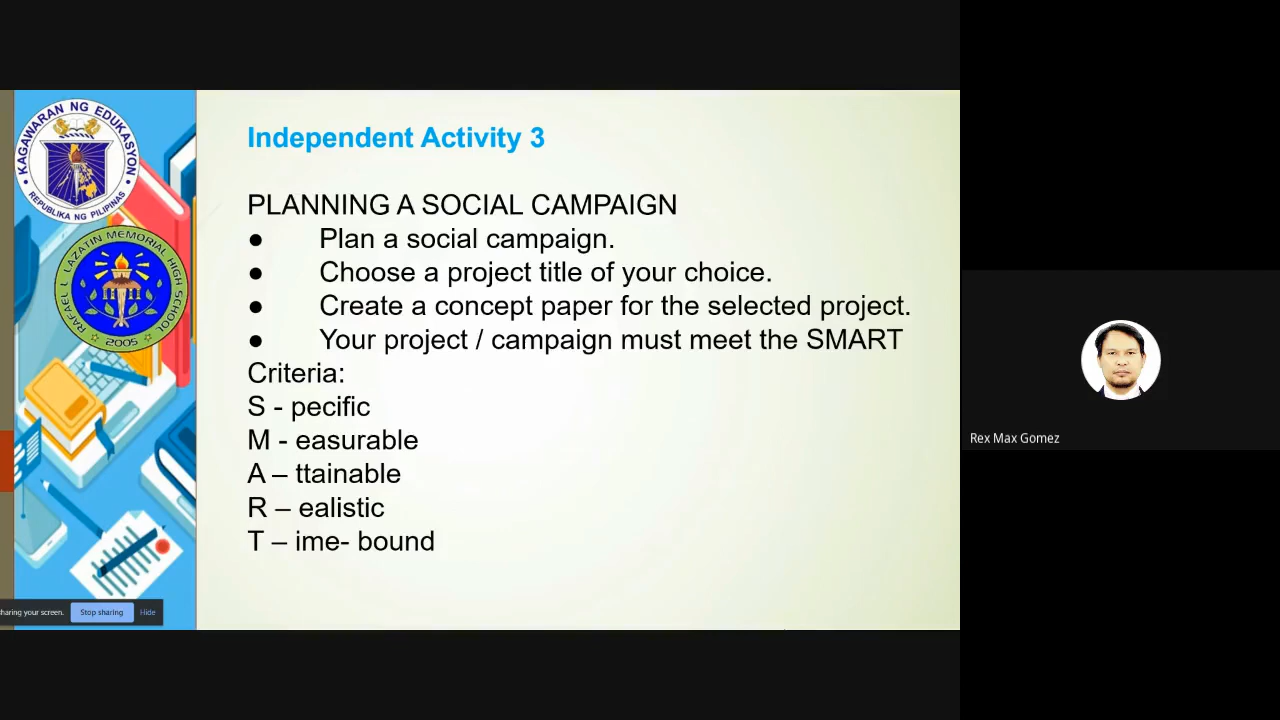 KAGAWARAN NG EDUKASYON
REPUBLIKA NG PILIPINAS
RAFAEL L. LAZATIN MEMORIAL HIGH SCHOOL
2005
Independent Activity 3
PLANNING A SOCIAL CAMPAIGN
● Plan a social campaign.
● Choose a project title of your choice.
● Create a concept paper for the selected project.
● Your project / campaign must meet the SMART
Criteria:
S - pecific
M - easurable
A – ttainable
R – ealistic
T – ime- bound
haring your screen. Stop sharing Hide
Rex Max Gomez